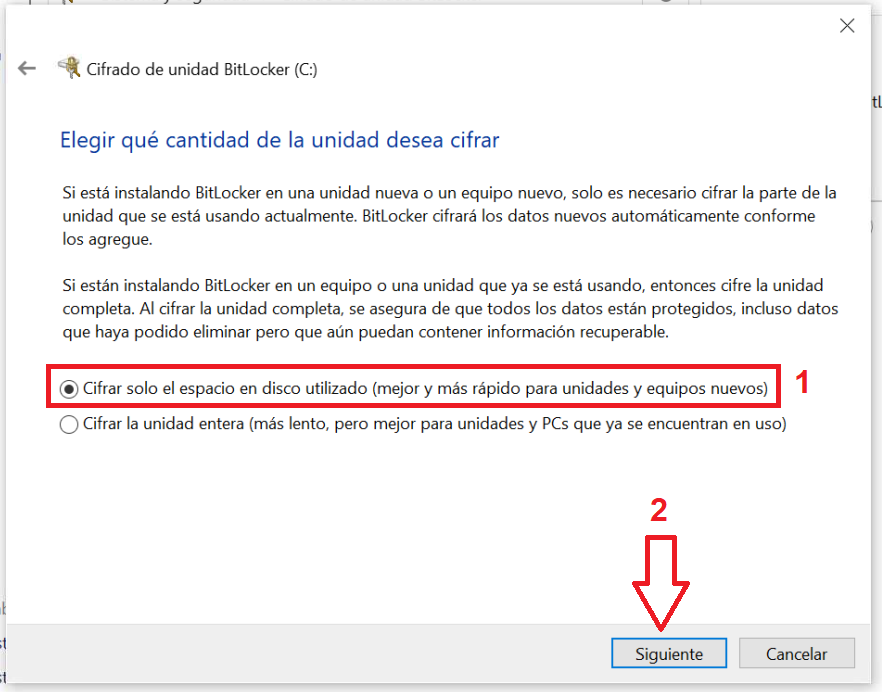 Cifrado de unidad BitLocker (C:)
Elegir qué cantidad de la unidad desea cifrar
Si está instalando BitLocker en una unidad nueva o un equipo nuevo, solo es necesario cifrar la parte de la
unidad que se está usando actualmente. BitLocker cifrará los datos nuevos automáticamente conforme
los agregue.
Si están instalando BitLocker en un equipo o una unidad que ya se está usando, entonces cifre la unidad
completa. Al cifrar la unidad completa, se asegura de que todos los datos están protegidos, incluso datos
que haya podido eliminar pero que aún puedan contener información recuperable.
Cifrar solo el espacio en disco utilizado (mejor y más rápido para unidades y equipos nuevos) 1
Cifrar la unidad entera (más lento, pero mejor para unidades y PCs que ya se encuentran en uso)
2
Siguiente Cancelar